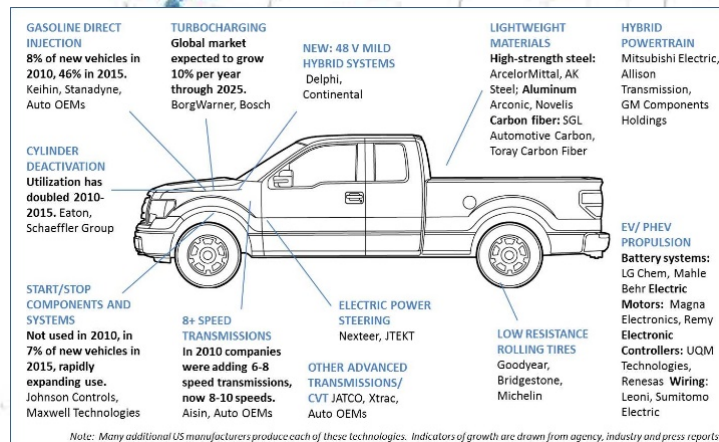 GASOLINE DIRECT
INJECTION
8% of new vehicles in
2010, 46% in 2015.
Keihin, Stanadyne,
Auto OEMs
TURBOCHARGING
Global market
expected to grow
10% per year
through 2025.
BorgWarner, Bosch
NEW: 48 V MILD
HYBRID SYSTEMS
Delphi,
Continental
LIGHTWEIGHT
MATERIALS
High-strength steel:
ArcelorMittal, AK
Steel; Aluminum
Arconic, Novelis
Carbon fiber: SGL
Automotive Carbon,
Toray Carbon Fiber
HYBRID
POWERTRAIN
Mitsubishi Electric,
Allison
Transmission,
GM Components
Holdings
CYLINDER
DEACTIVATION
Utilization has
doubled 2010-
2015. Eaton,
Schaeffler Group
START/STOP
COMPONENTS AND
SYSTEMS
Not used in 2010, in
7% of new vehicles in
2015, rapidly
expanding use.
Johnson Controls,
Maxwell Technologies
8+ SPEED
TRANSMISSIONS
In 2010 companies
were adding 6-8
speed transmissions,
now 8-10 speeds.
Aisin, Auto OEMs
ELECTRIC POWER
STEERING
Nexteer, JTEKT
OTHER ADVANCED
TRANSMISSIONS/
CVT JATCO, Xtrac,
Auto OEMs
LOW RESISTANCE
ROLLING TIRES
Goodyear,
Bridgestone,
Michelin
EV/ PHEV
PROPULSION
Battery systems:
LG Chem, Mahle
Behr Electric
Motors: Magna
Electronics, Remy
Electronic
Controllers: UQM
Technologies,
Renesas Wiring:
Leoni, Sumitomo
Electric
Note: Many additional US manufacturers produce each of these technologies. Indicators of growth are drawn from agency, industry and press reports